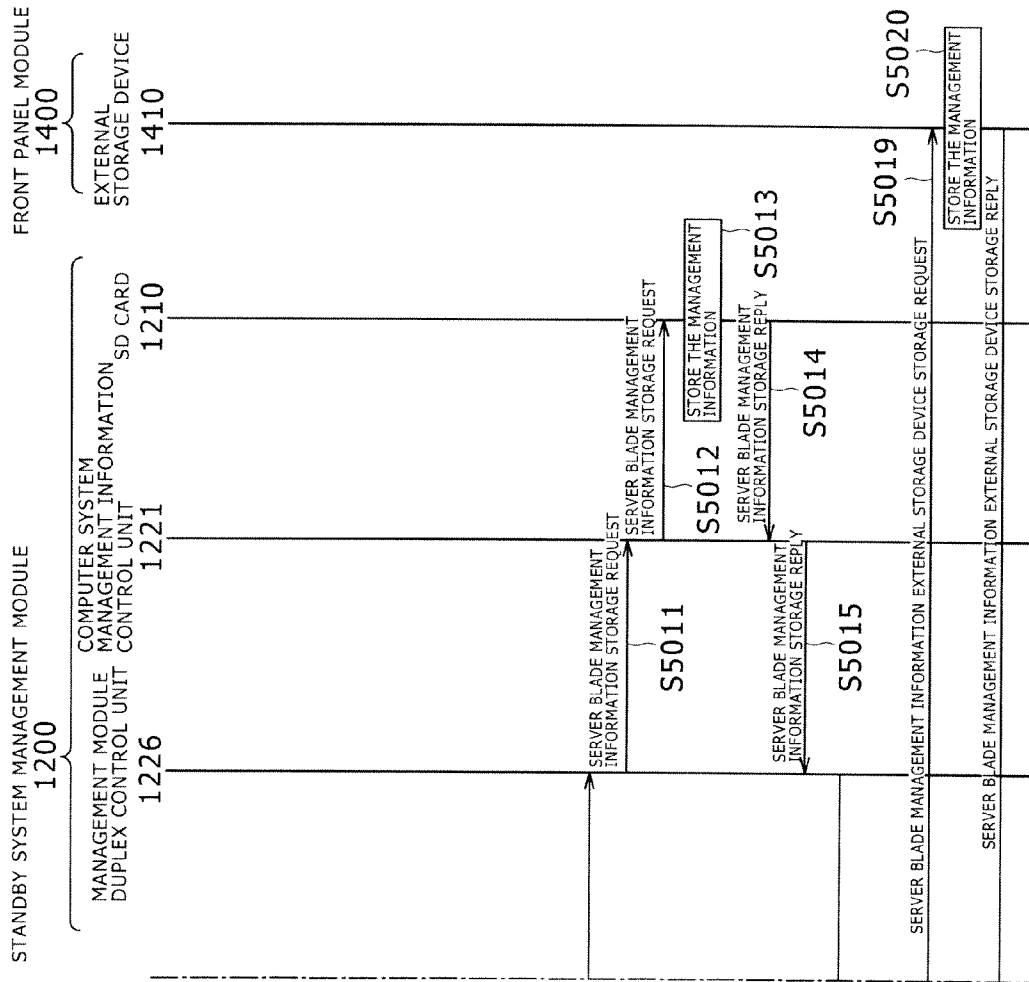 STANDBY SYSTEM MANAGEMENT MODULE
1200
FRONT PANEL MODULE
1400
MANAGEMENT MODULE
DUPLEX CONTROL UNIT
1226
COMPUTER SYSTEM
MANAGEMENT INFORMATION
CONTROL UNIT
1221
SD CARD
1210
EXTERNAL
STORAGE DEVICE
1410
SERVER BLADE MANAGEMENT
INFORMATION STORAGE REQUEST
S5011
SERVER BLADE MANAGEMENT
INFORMATION STORAGE REQUEST
S5012
STORE THE MANAGEMENT
INFORMATION
S5013
SERVER BLADE MANAGEMENT
INFORMATION STORAGE REPLY
S5014
SERVER BLADE MANAGEMENT
INFORMATION STORAGE REPLY
S5015
SERVER BLADE MANAGEMENT INFORMATION EXTERNAL STORAGE DEVICE STORAGE REQUEST
S5019
STORE THE MANAGEMENT
INFORMATION
S5020
SERVER BLADE MANAGEMENT INFORMATION EXTERNAL STORAGE DEVICE STORAGE REPLY